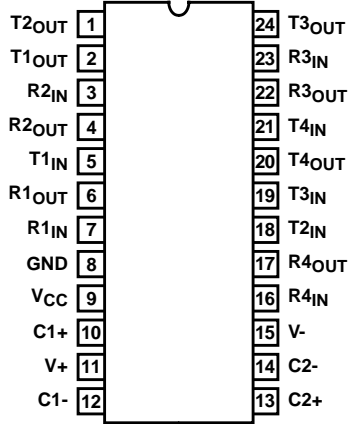 T2OUT 1 24 T3OUT
T1OUT 2 23 R3IN
R2IN 3 22 R3OUT
R2OUT 4 21 T4IN
T1IN 5 20 T4OUT
R1OUT 6 19 T3IN
R1IN 7 18 T2IN
GND 8 17 R4OUT
VCC 9 16 R4IN
C1+ 10 15 V-
V+ 11 14 C2-
C1- 12 13 C2+